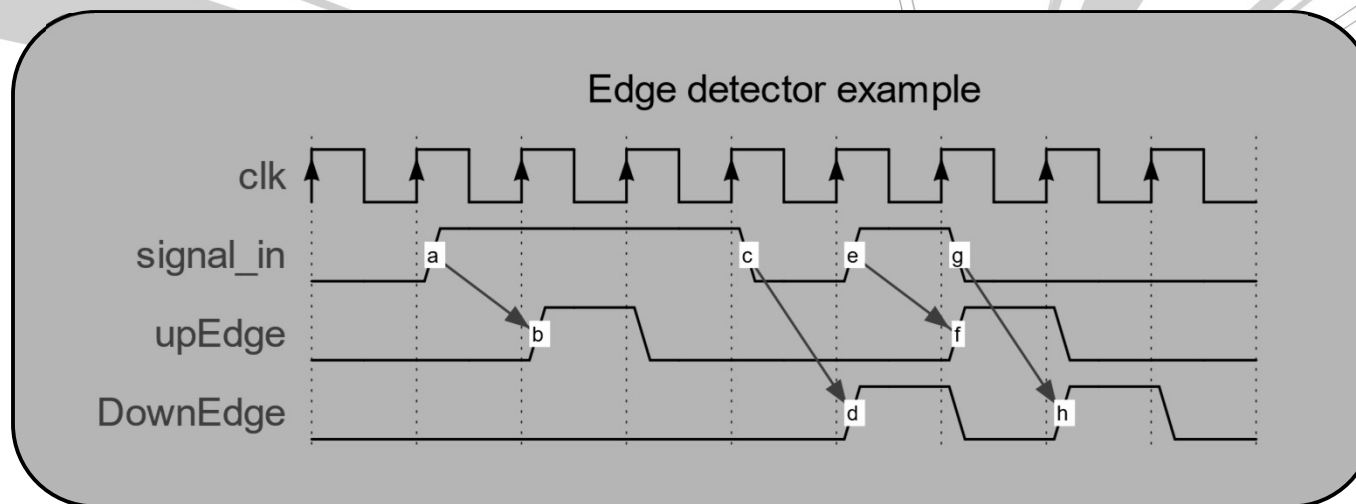 Edge detector example
clk
signal_in
a
c
e
g
upEdge
b
f
DownEdge
d
h